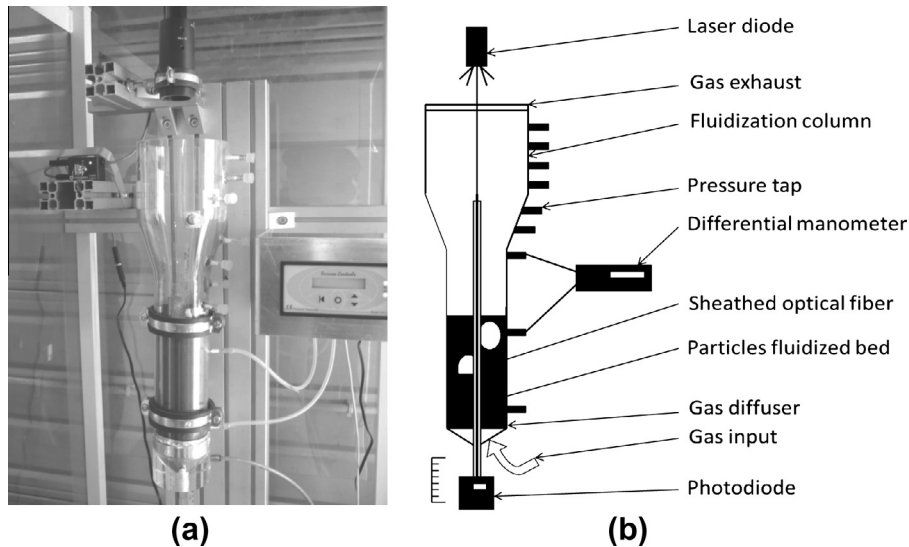 Laser diode
Gas exhaust
Fluidization column
Pressure tap
Differential manometer
Sheathed optical fiber
Particles fluidized bed
Gas diffuser
Gas input
Photodiode
(a)
(b)